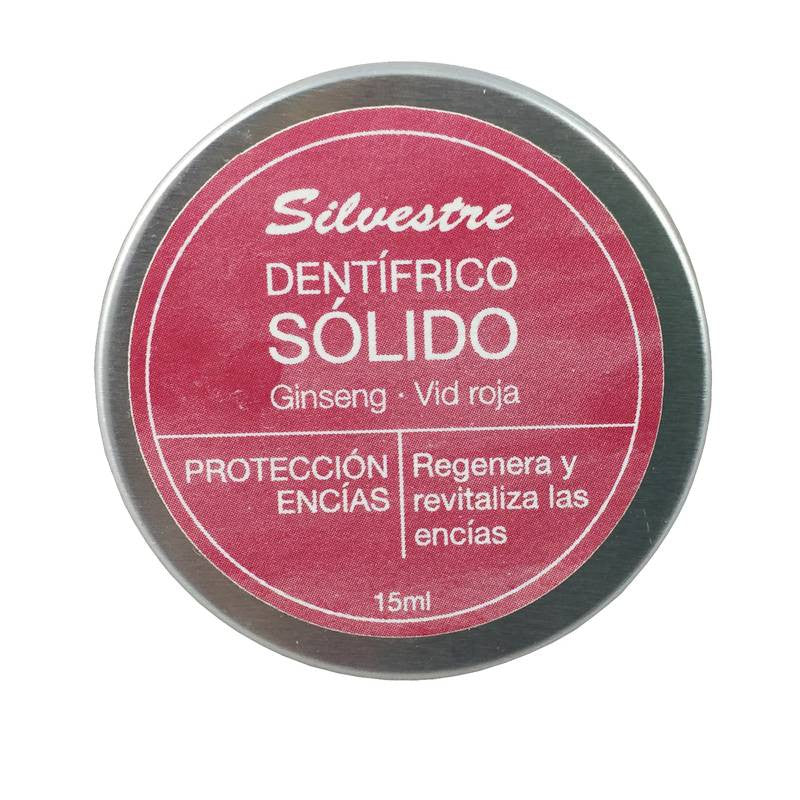 Silvestre
DENTÍFRICO
SÓLIDO
Ginseng · Vid roja
PROTECCIÓN
ENCÍAS
Regenera y
revitaliza las
encías
15ml